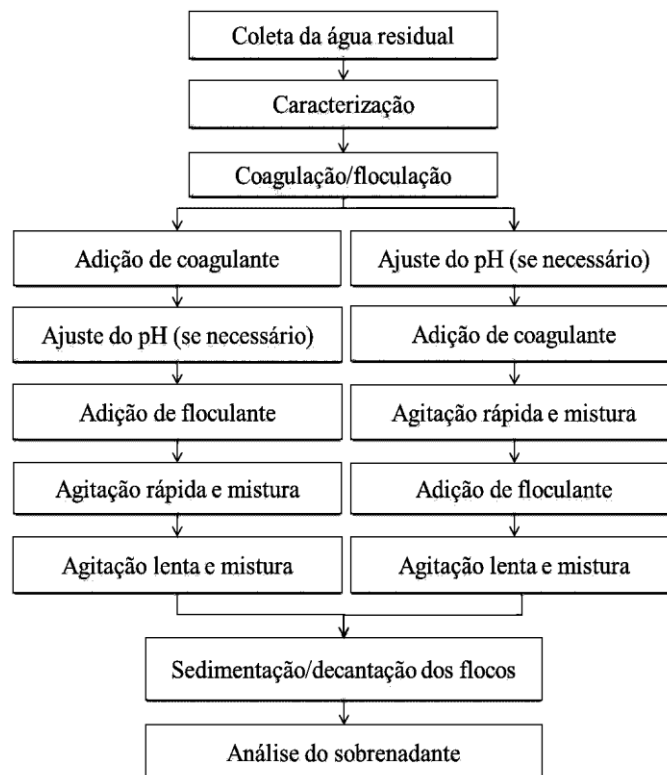 Coleta da água residual
Caracterização
Coagulação/floculação
Adição de coagulante
Ajuste do pH (se necessário)
Ajuste do pH (se necessário)
Adição de coagulante
Adição de floculante
Agitação rápida e mistura
Agitação rápida e mistura
Adição de floculante
Agitação lenta e mistura
Agitação lenta e mistura
Sedimentação/decantação dos flocos
Análise do sobrenadante